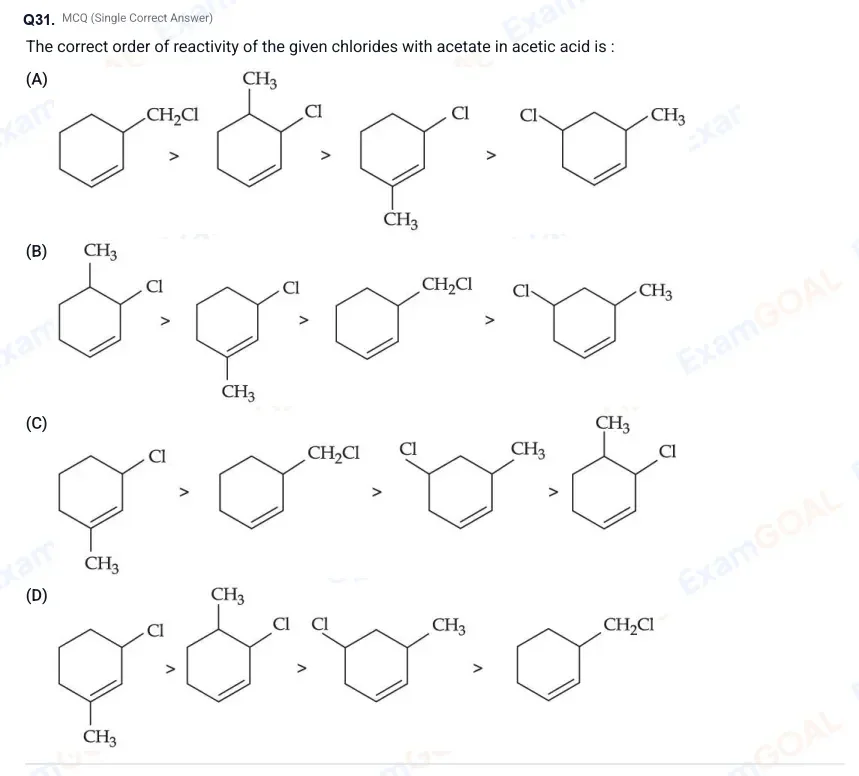 Q31. MCQ (Single Correct Answer)
The correct order of reactivity of the given chlorides with acetate in acetic acid is :
(A)
CH₃
CH₂Cl Cl Cl Cl CH₃
> > >
CH₃
(B)
CH₃
Cl Cl CH₂Cl Cl CH₃
> > >
CH₃
(C)
CH₃
Cl CH₂Cl Cl CH₃ Cl
> > >
CH₃
(D)
CH₃
Cl Cl Cl CH₃ CH₂Cl
> > >
CH₃
ExamGOAL
ExamGOAL